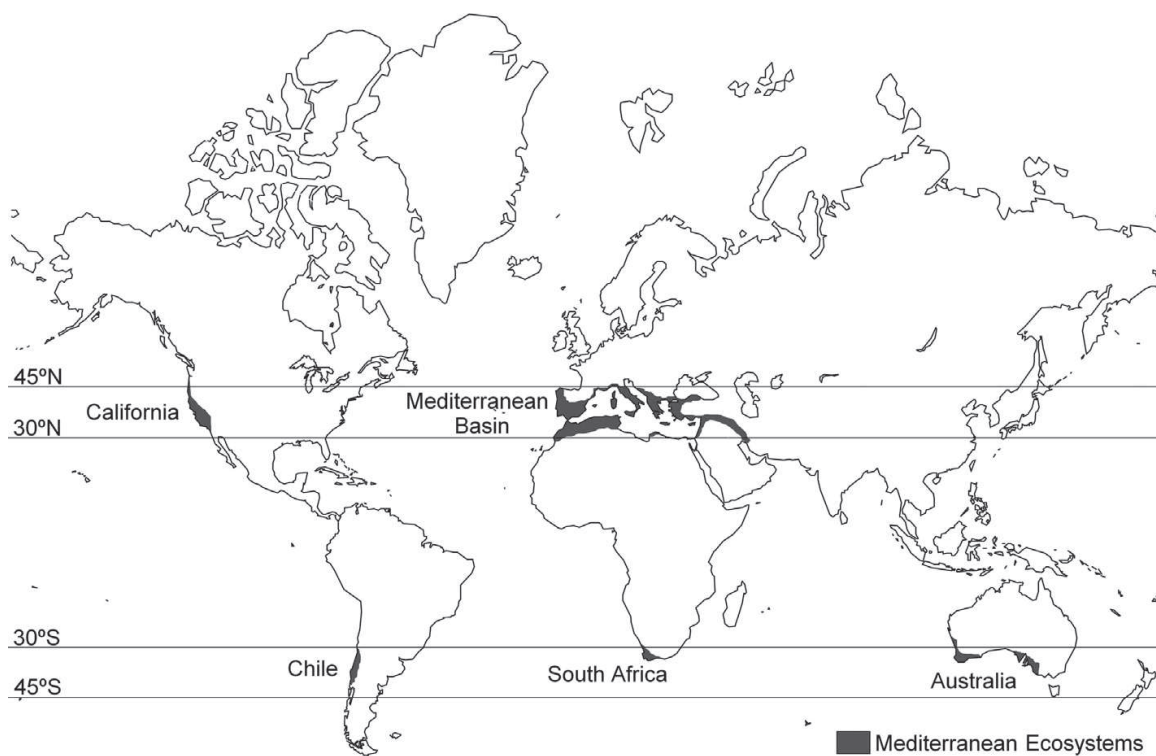 45ºN
California
Mediterranean
Basin
30ºN
30ºS
Chile
South Africa
Australia
45ºS
Mediterranean Ecosystems